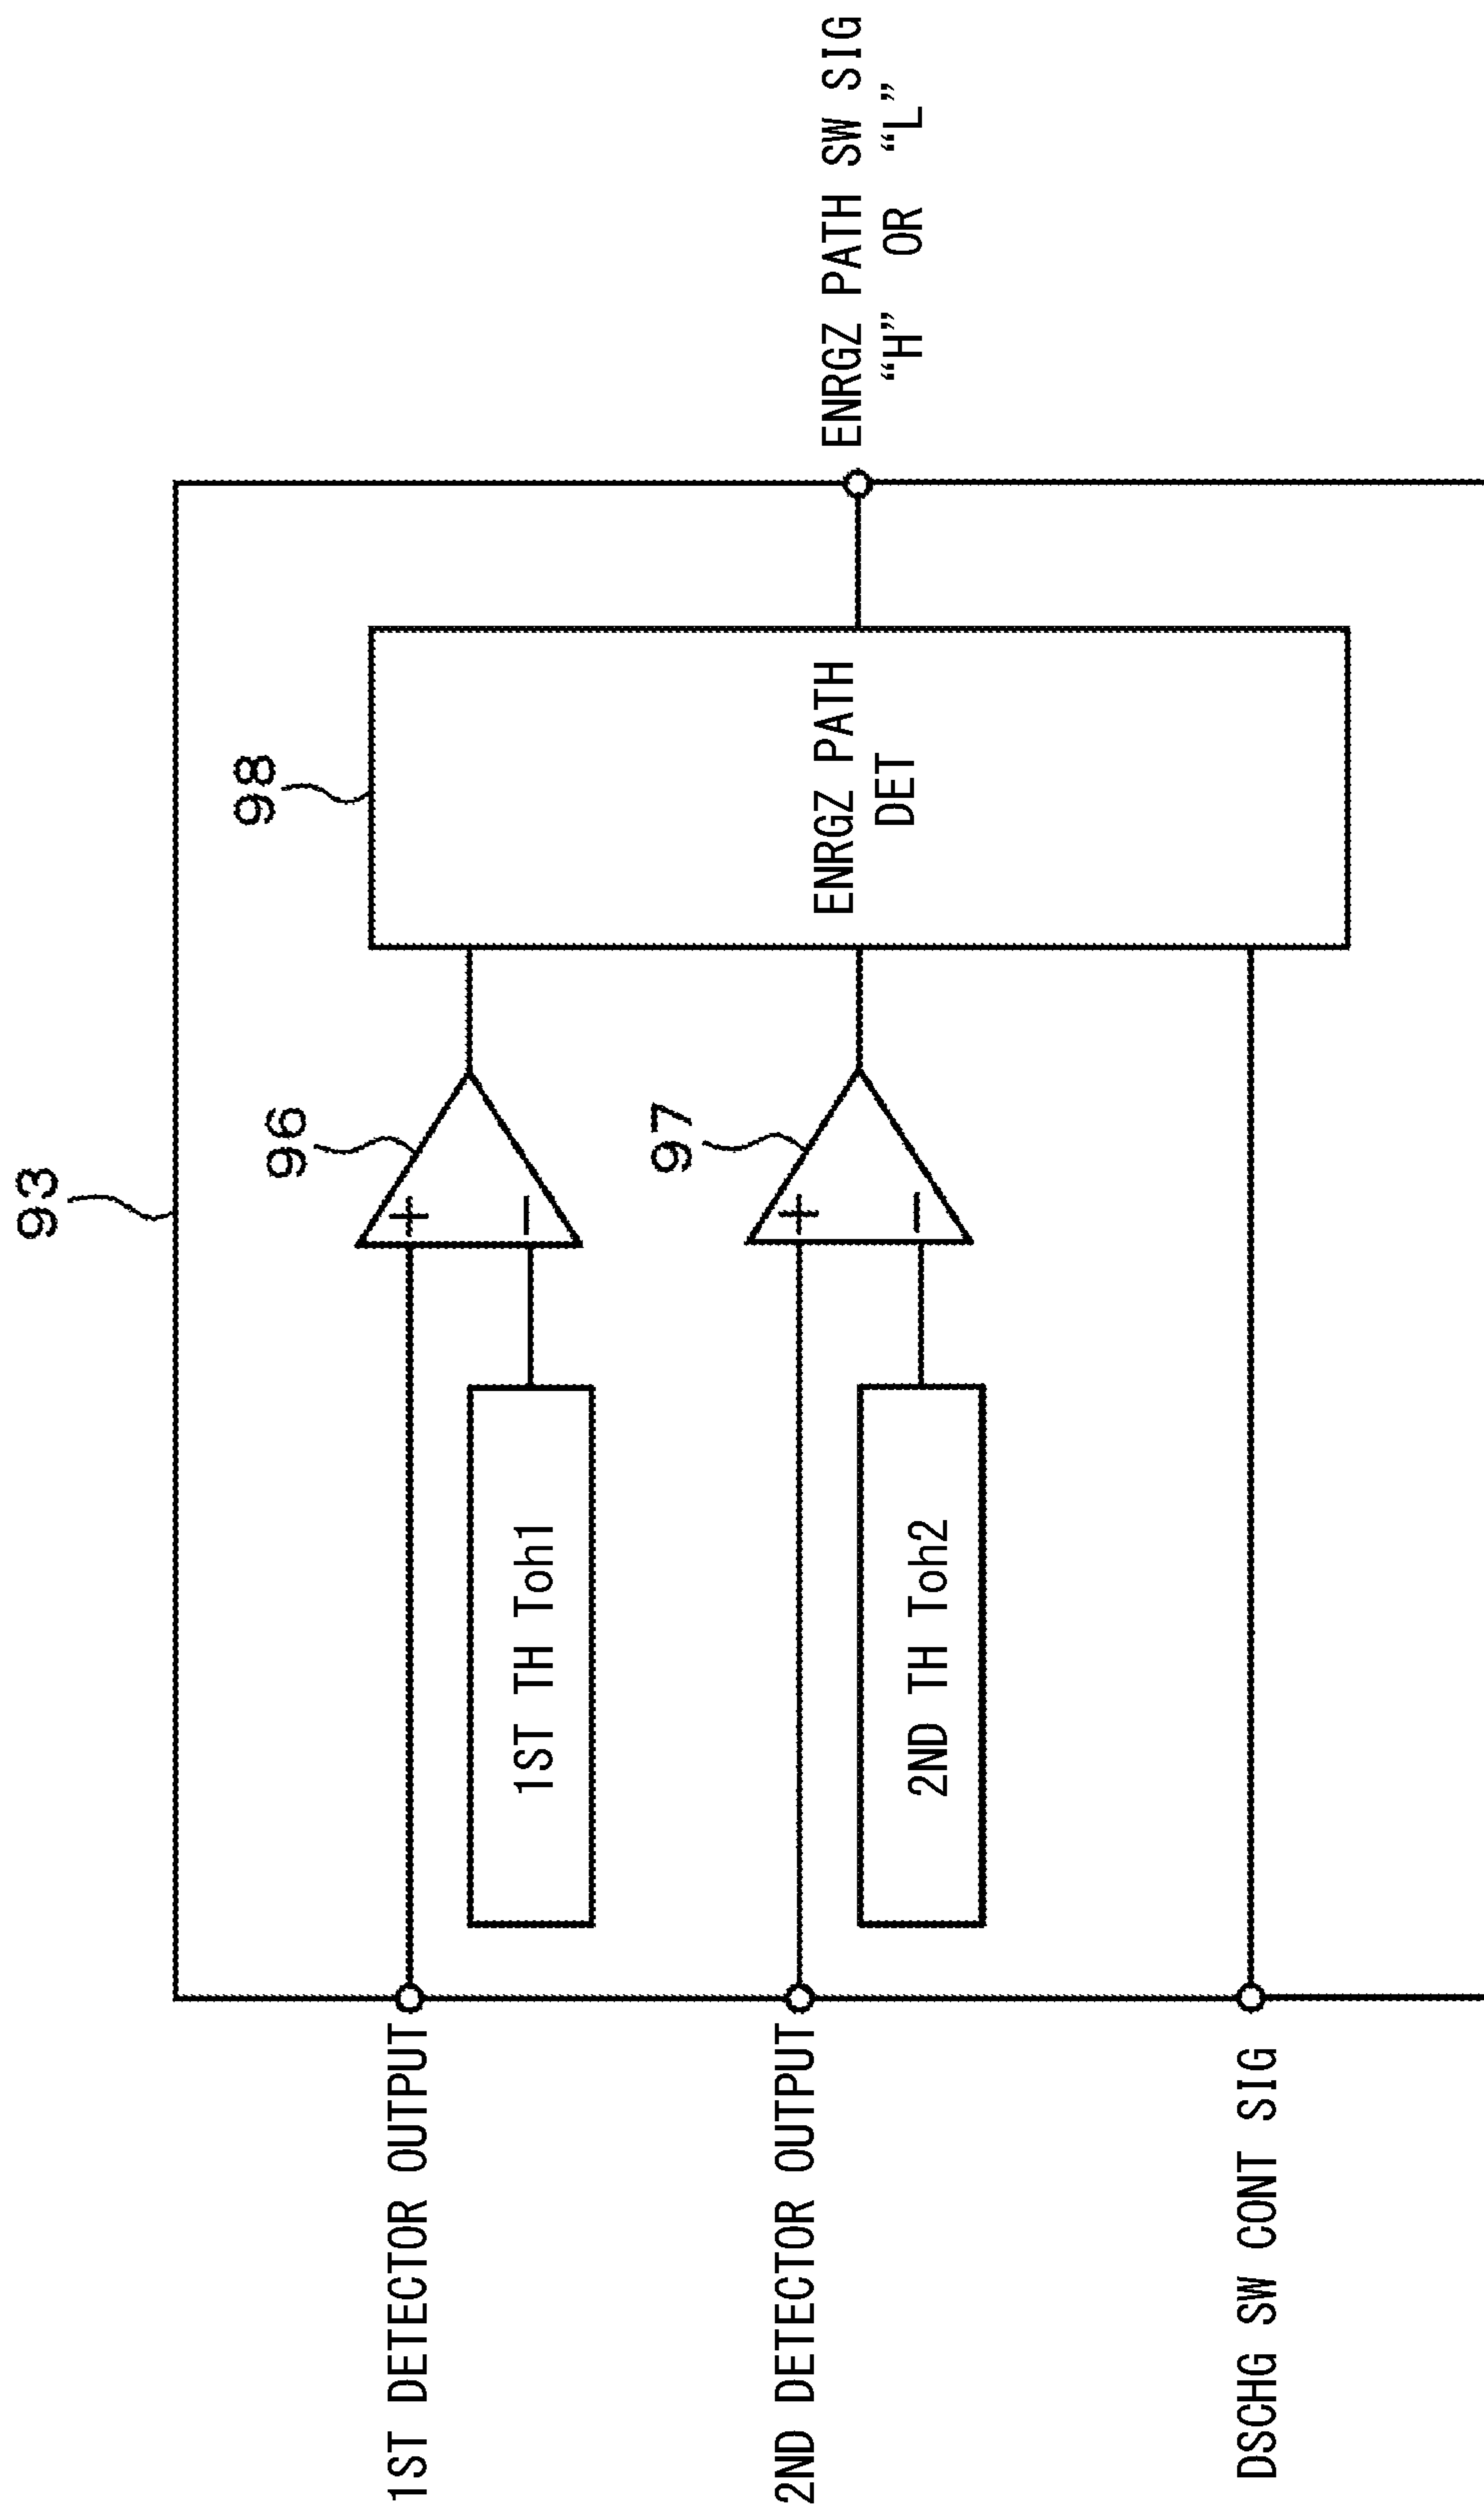 93
98
96
97
1ST DETECTOR OUTPUT
1ST TH Toh1
2ND DETECTOR OUTPUT
2ND TH Toh2
DSCHG SW CONT SIG
ENRGZ PATH
DET
ENRGZ PATH SW SIG
“H” OR “L”
+
−
+
−